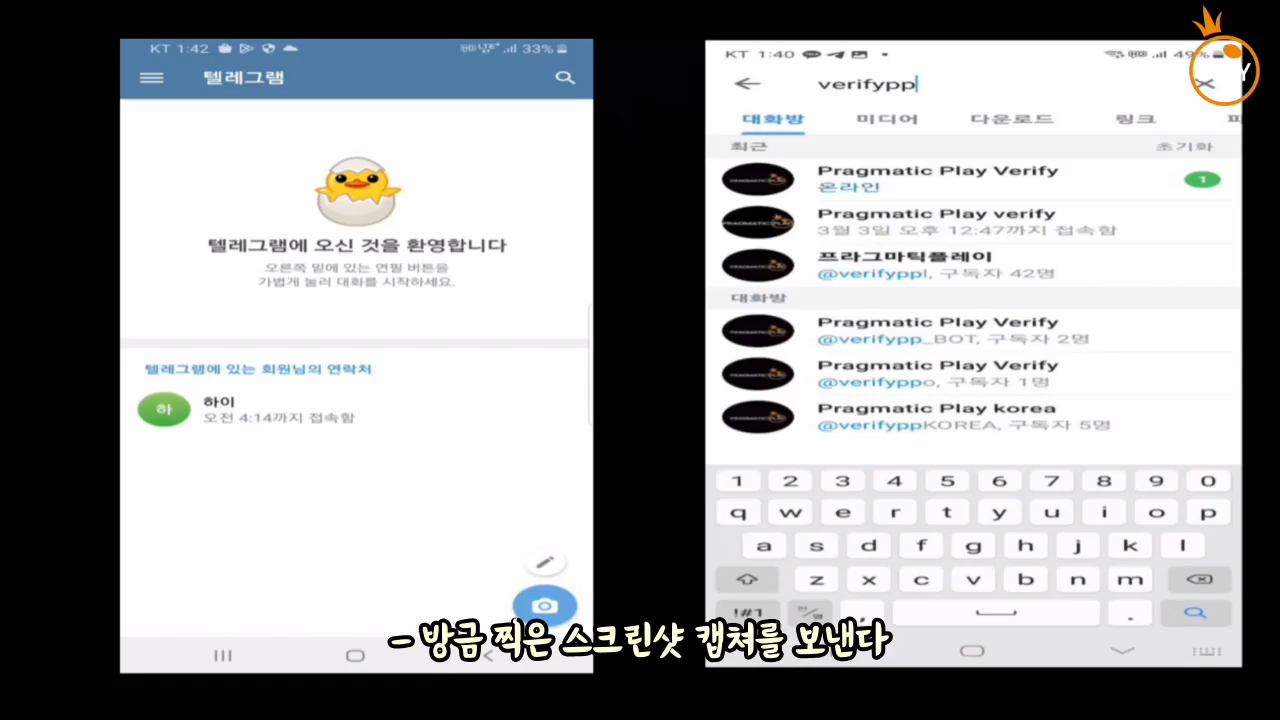 KT 1:42
33%
텔레그램
텔레그램에 오신 것을 환영합니다
오른쪽 밑에 있는 연필 버튼을
가볍게 눌러 대화를 시작하세요.
텔레그램에 있는 회원님의 연락처
하
하이
오전 4:14까지 접속함
KT 1:40
49%
Y
verifypp
대화방 미디어 다운로드 링크
최근 초기화
Pragmatic Play Verify
온라인
1
Pragmatic Play verify
3월 3일 오후 12:47까지 접속함
프라그마틱플레이
@verifyppl, 구독자 42명
대화방
Pragmatic Play Verify
@verifypp_BOT, 구독자 2명
Pragmatic Play Verify
@verifyppo, 구독자 1명
Pragmatic Play korea
@verifyppKOREA, 구독자 5명
1 2 3 4 5 6 7 8 9 0
q w e r t y u i o p
a s d f g h j k l
z x c v b n m
!#1 한/영 , .
- 방금 찍은 스크린샷 캡쳐를 보낸다